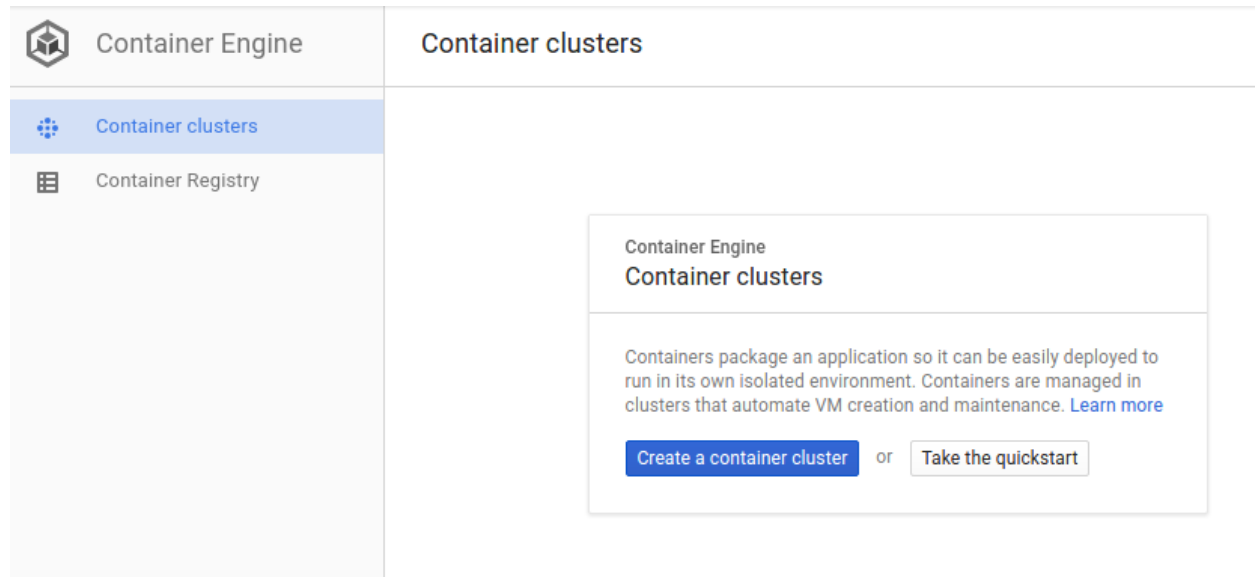 Container Engine
Container clusters
Container clusters
Container Registry
Container Engine
Container clusters
Containers package an application so it can be easily deployed to
run in its own isolated environment. Containers are managed in
clusters that automate VM creation and maintenance. Learn more
Create a container cluster or Take the quickstart